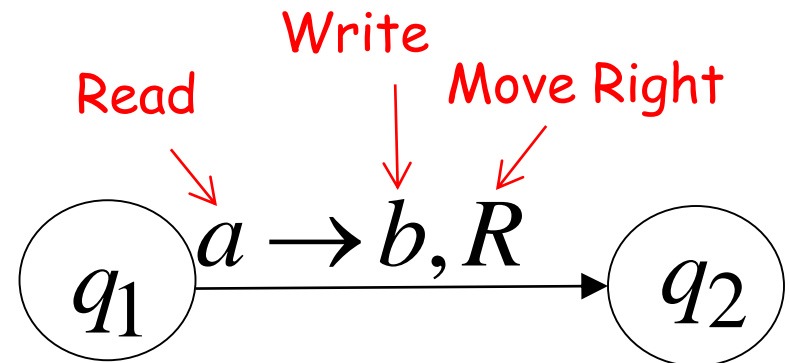 Write
Read
Move Right
a → b, R
q₁
q₂